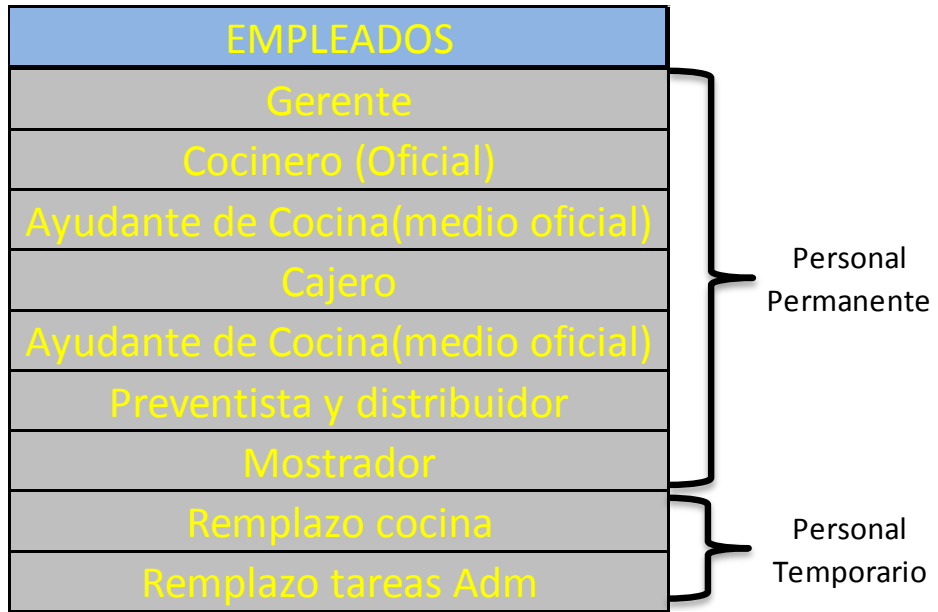 EMPLEADOS
Gerente
Cocinero (Oficial)
Ayudante de Cocina(medio oficial)
Cajero
Ayudante de Cocina(medio oficial)
Preventista y distribuidor
Mostrador
Remplazo cocina
Remplazo tareas Adm
Personal
Permanente
Personal
Temporario